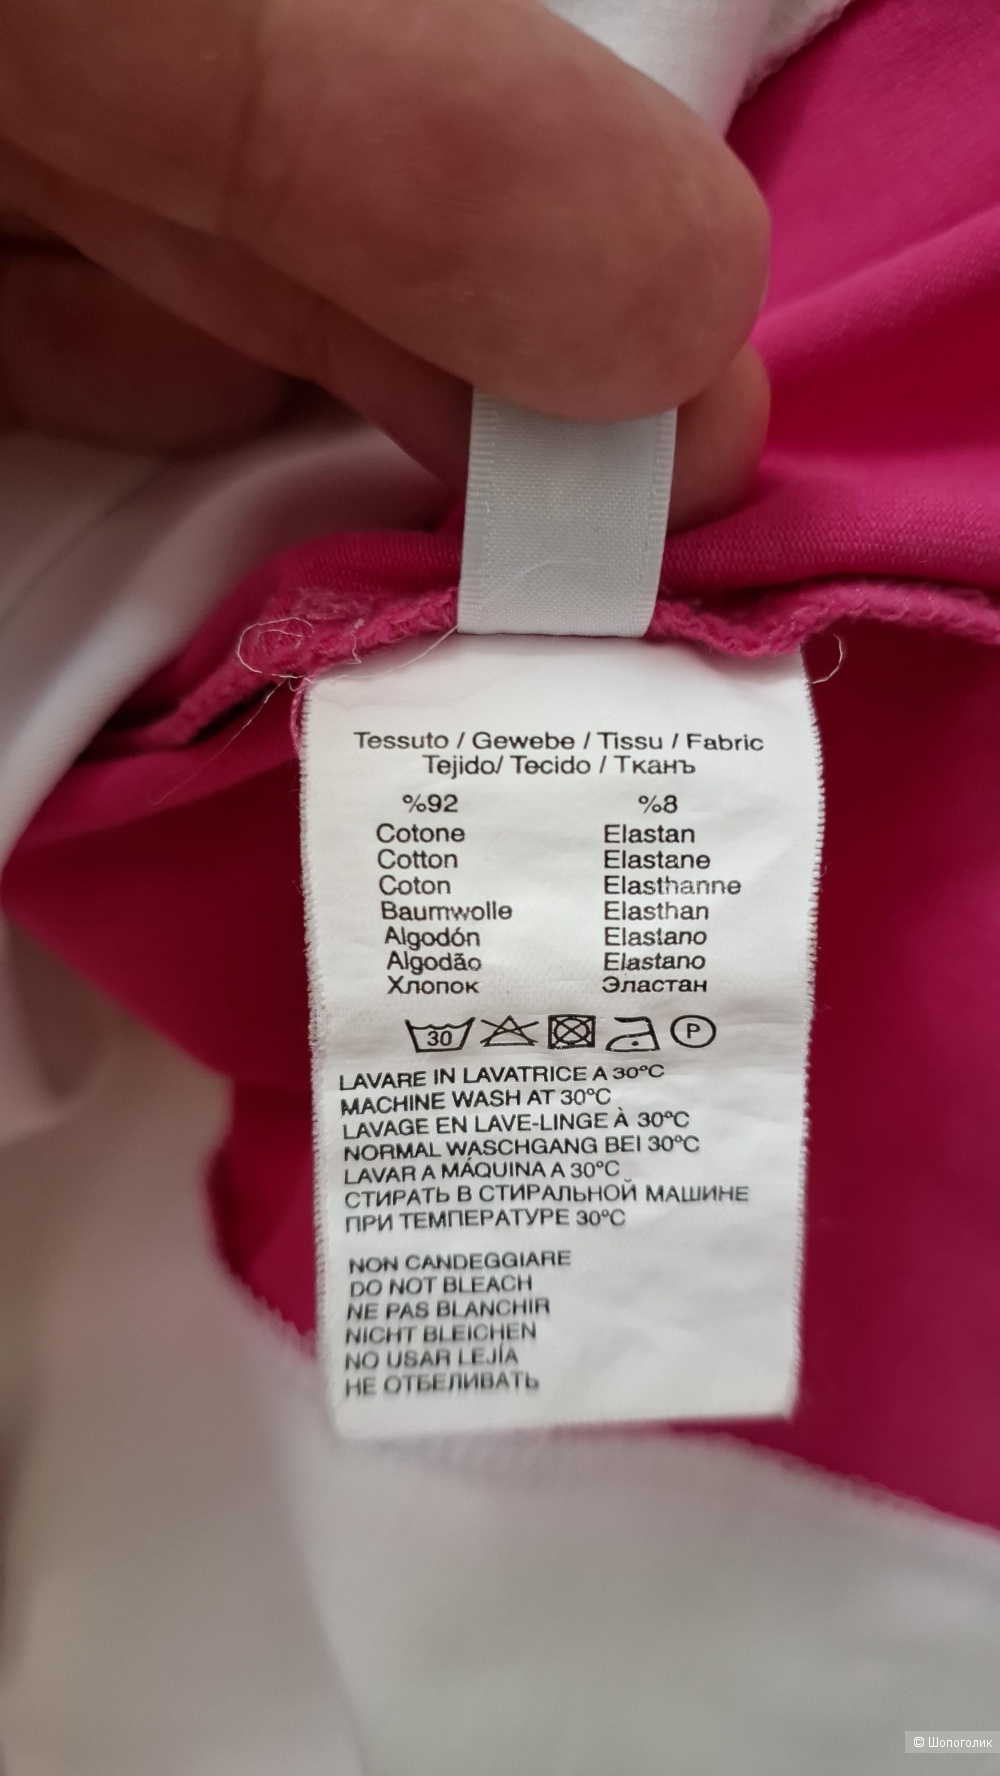 Tessuto / Gewebe / Tissu / Fabric
Tejido/ Tecido / Тканъ
%92 %8
Cotone Elastan
Cotton Elastane
Coton Elasthanne
Baumwolle Elasthan
Algodón Elastano
Algodão Elastano
Хлопок Эластан
30 P
LAVARE IN LAVATRICE A 30°C
MACHINE WASH AT 30°C
LAVAGE EN LAVE-LINGE À 30°C
NORMAL WASCHGANG BEI 30°C
LAVAR A MÁQUINA A 30°C
СТИРАТЬ В СТИРАЛЬНОЙ МАШИНЕ
ПРИ ТЕМПЕРАТУРЕ 30°C
NON CANDEGGIARE
DO NOT BLEACH
NE PAS BLANCHIR
NICHT BLEICHEN
NO USAR LEJÍA
НЕ ОТБЕЛИВАТЬ
© Шопоголик